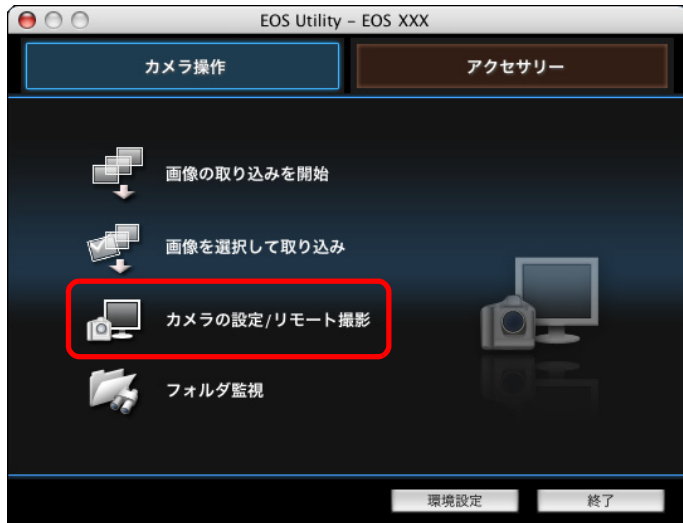 EOS Utility – EOS XXX
カメラ操作
アクセサリー
画像の取り込みを開始
画像を選択して取り込み
カメラの設定/リモート撮影
フォルダ監視
環境設定
終了